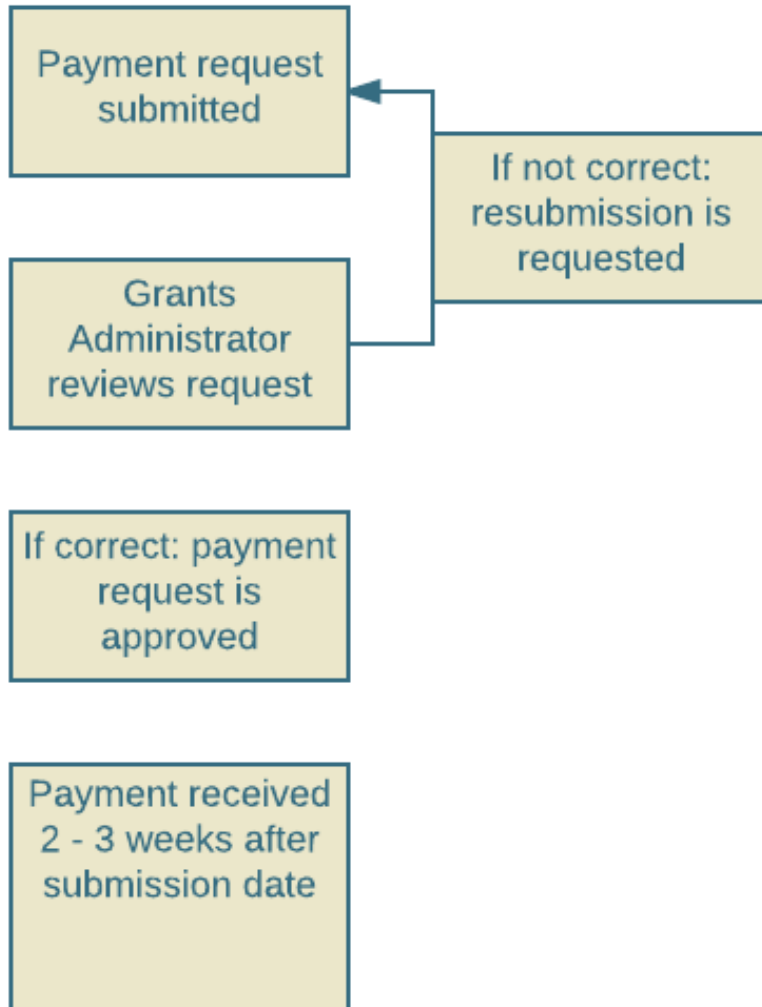 Payment request
submitted
If not correct:
resubmission is
requested
Grants
Administrator
reviews request
If correct: payment
request is
approved
Payment received
2 - 3 weeks after
submission date